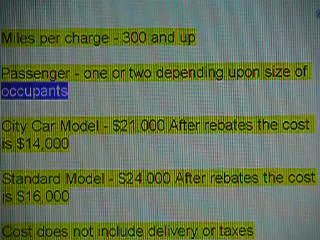 Miles per charge - 300 and up
Passenger - one or two depending upon size of
occupants
City Car Model - $21,000 After rebates the cost
is $14,000
Standard Model - $24,000 After rebates the cost
is $16,000
Cost does not include delivery or taxes